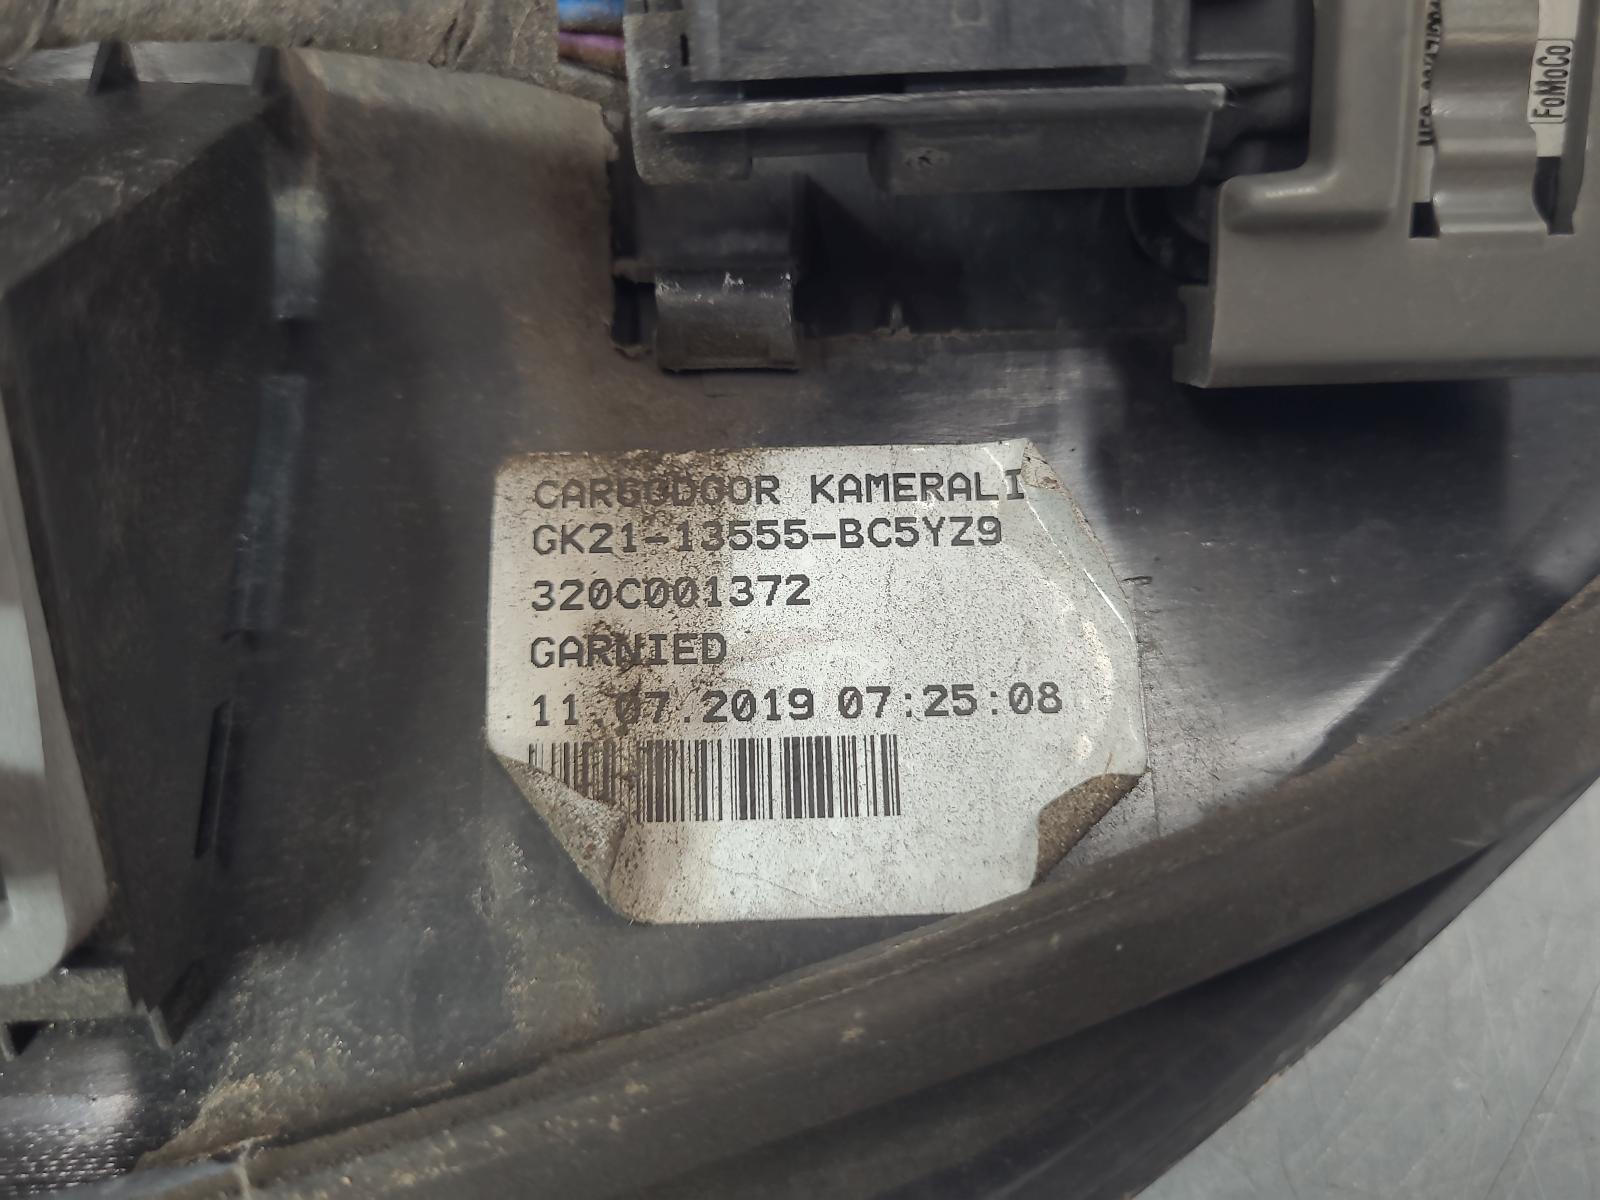 FoMoCo
CARGODOOR KAMERALI
GK21-13555-BC5YZ9
320C001372
GARNIED
11.07.2019 07:25:08